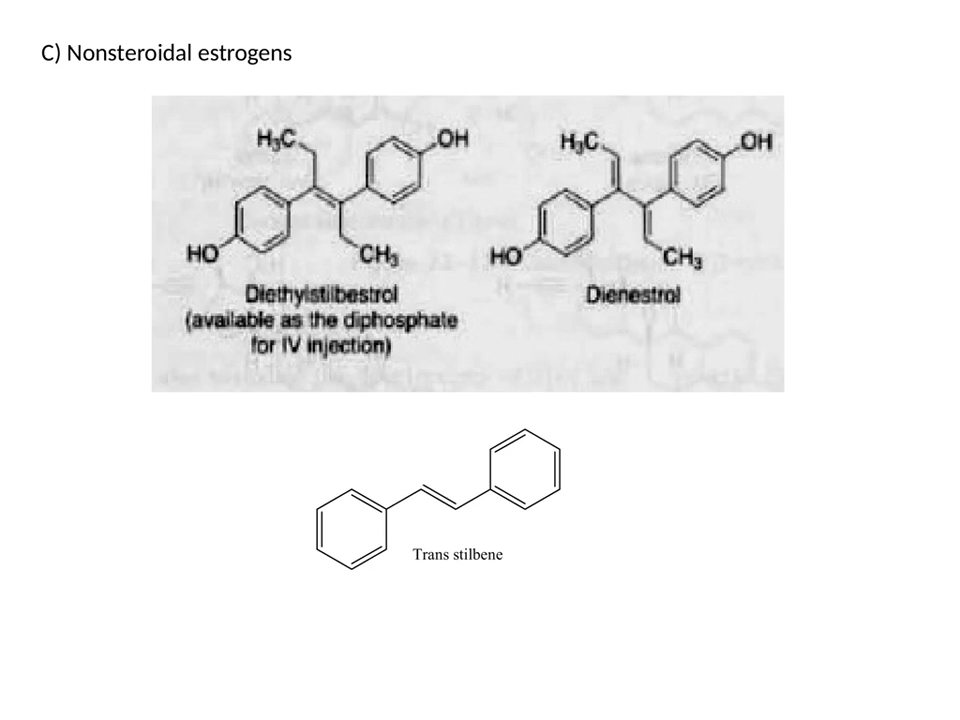 C) Nonsteroidal estrogens
H₃C
OH
HO
CH₃
Diethylstilbestrol
(available as the diphosphate
for IV injection)
H₃C
OH
HO
CH₃
Dienestrol
Trans stilbene